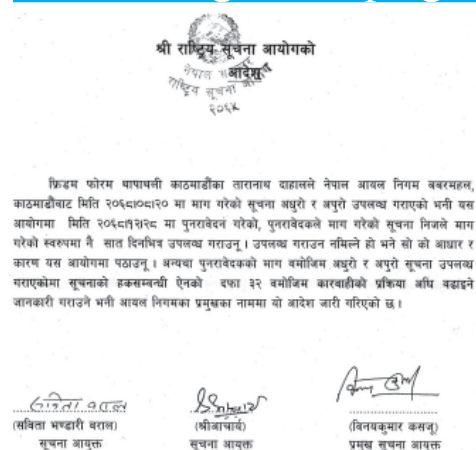 श्री राष्ट्रिय सूचना आयोगको
आदेश
नेपाल
राष्ट्रिय सूचना
२०६४
फ्रिडम फोरम थापाथली काठमाडौंका तारानाथ दाहालले नेपाल आयल निगम बबरमहल,
काठमाडौंबाट मिति २०६८।०८।२० मा माग गरेको सूचना अधुरो र अपुरो उपलब्ध गराएको भनी यस
आयोगमा मिति २०६८।१२।२८ मा पुनरावेदन गरेको, पुनरावेदकले माग गरेको सूचना निजले माग
गरेको स्वरुपमा नै सात दिनभित्र उपलब्ध गराउनू । उपलब्ध गराउन नमिल्ने हो भने सो को आधार र
कारण यस आयोगमा पठाउनू । अन्यथा पुनरावेदकको माग बमोजिम अधुरो र अपुरो सूचना उपलब्ध
गराएकोमा सूचनाको हकसम्बन्धी ऐनको दफा ३२ बमोजिम कारवाहीको प्रक्रिया अघि बढाइने
जानकारी गराउने भनी आयल निगमका प्रमुखका नाममा यो आदेश जारी गरिएको छ ।
(सविता भण्डारी बराल) (श्रीआचार्य) (विनयकुमार कसजू)
सूचना आयुक्त सूचना आयुक्त प्रमुख सूचना आयुक्त